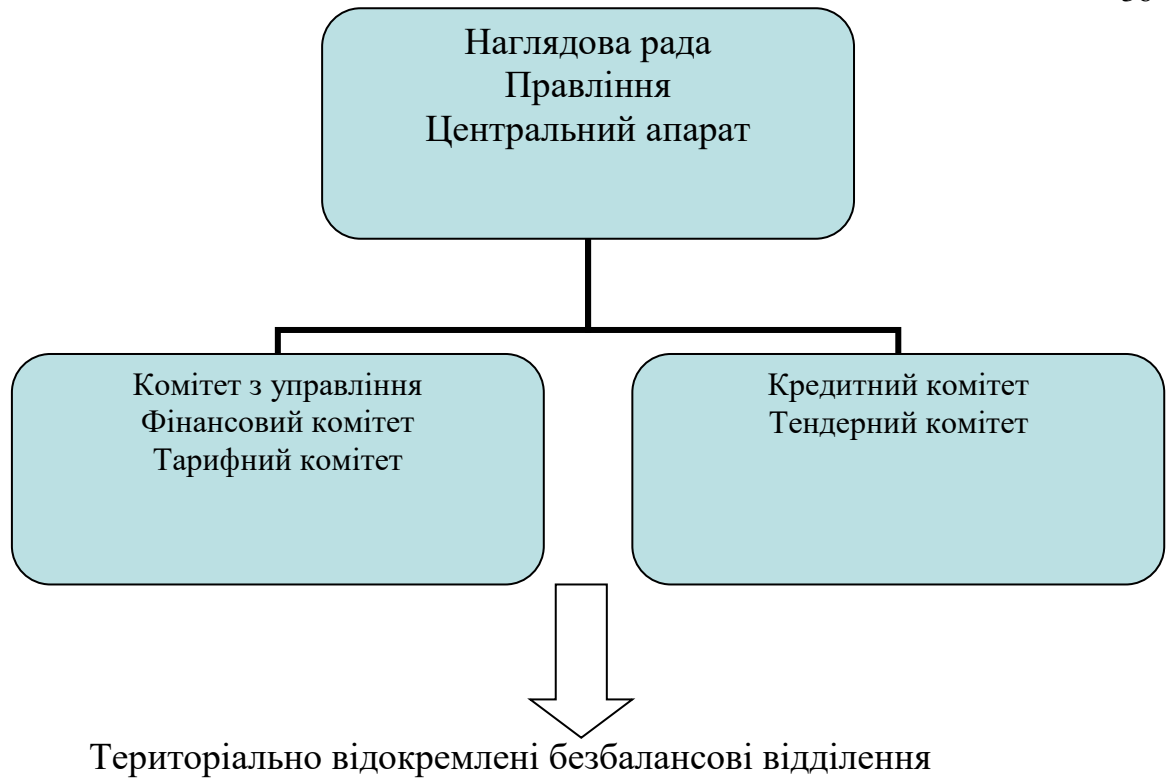 Наглядова рада
Правління
Центральний апарат
Комітет з управління
Фінансовий комітет
Тарифний комітет
Кредитний комітет
Тендерний комітет
Територіально відокремлені безбалансові відділення